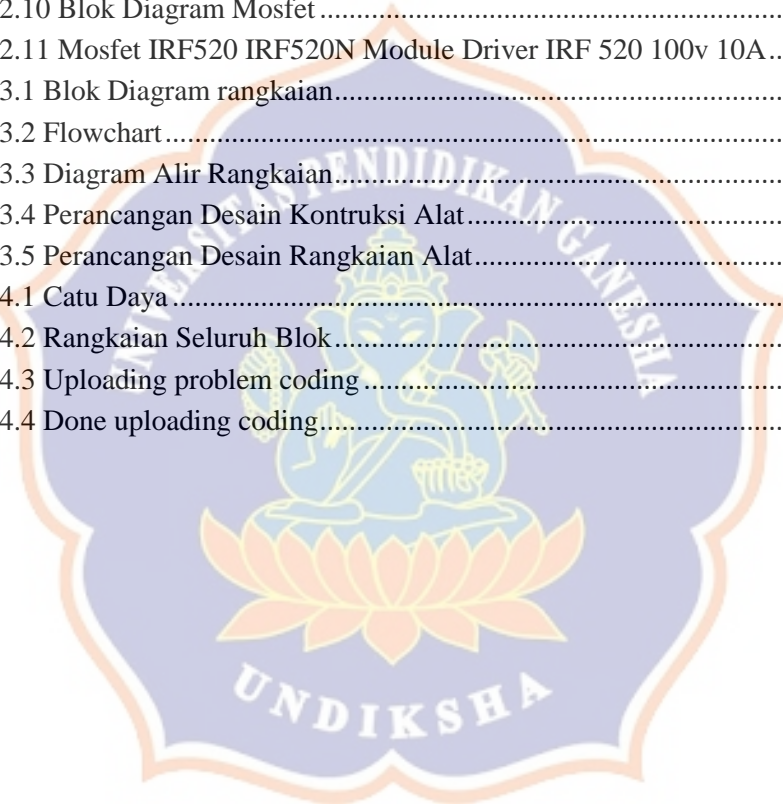 2.10 Blok Diagram Mosfet ................................................................
2.11 Mosfet IRF520 IRF520N Module Driver IRF 520 100v 10A..
3.1 Blok Diagram rangkaian..............................................................
3.2 Flowchart.....................................................................................
3.3 Diagram Alir Rangkaian..............................................................
3.4 Perancangan Desain Kontruksi Alat............................................
3.5 Perancangan Desain Rangkaian Alat...........................................
4.1 Catu Daya ....................................................................................
4.2 Rangkaian Seluruh Blok..............................................................
4.3 Uploading problem coding ..........................................................
4.4 Done uploading coding................................................................
UNIVERSITAS PENDIDIKAN GANESHA
UNDIKSHA